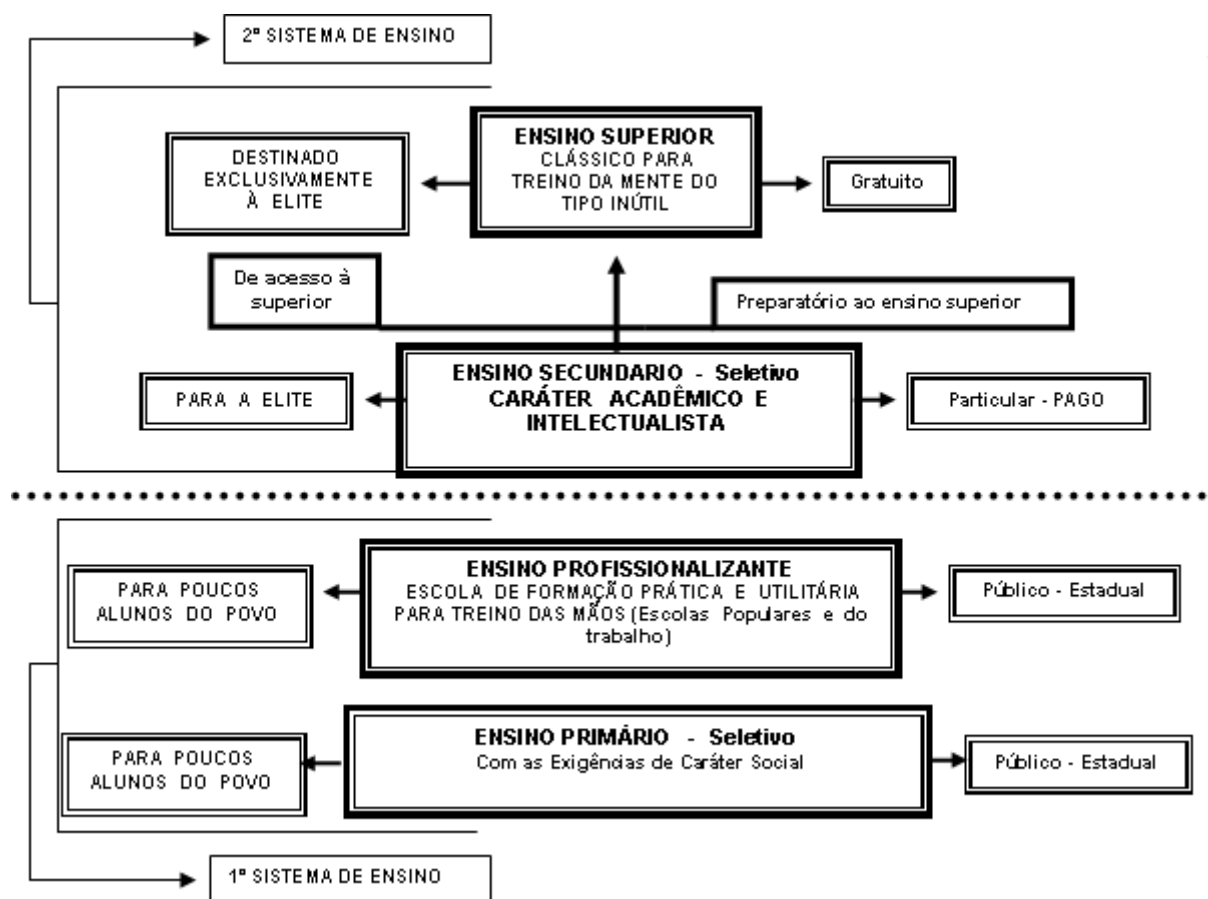 2º SISTEMA DE ENSINO
ENSINO SUPERIOR
CLÁSSICO PARA
TREINO DA MENTE DO
TIPO INÚTIL
DESTINADO
EXCLUSIVAMENTE
À ELITE
Gratuito
De acesso à
superior
Preparatório ao ensino superior
ENSINO SECUNDARIO - Seletivo
CARÁTER ACADÊMICO E
INTELECTUALISTA
PARA A ELITE
Particular - PAGO
ENSINO PROFISSIONALIZANTE
ESCOLA DE FORMAÇÃO PRÁTICA E UTILITÁRIA
PARA TREINO DAS MÃOS (Escolas Populares e do
trabalho)
PARA POUCOS
ALUNOS DO POVO
Público - Estadual
ENSINO PRIMÁRIO - Seletivo
Com as Exigências de Caráter Social
PARA POUCOS
ALUNOS DO POVO
Público - Estadual
1º SISTEMA DE ENSINO